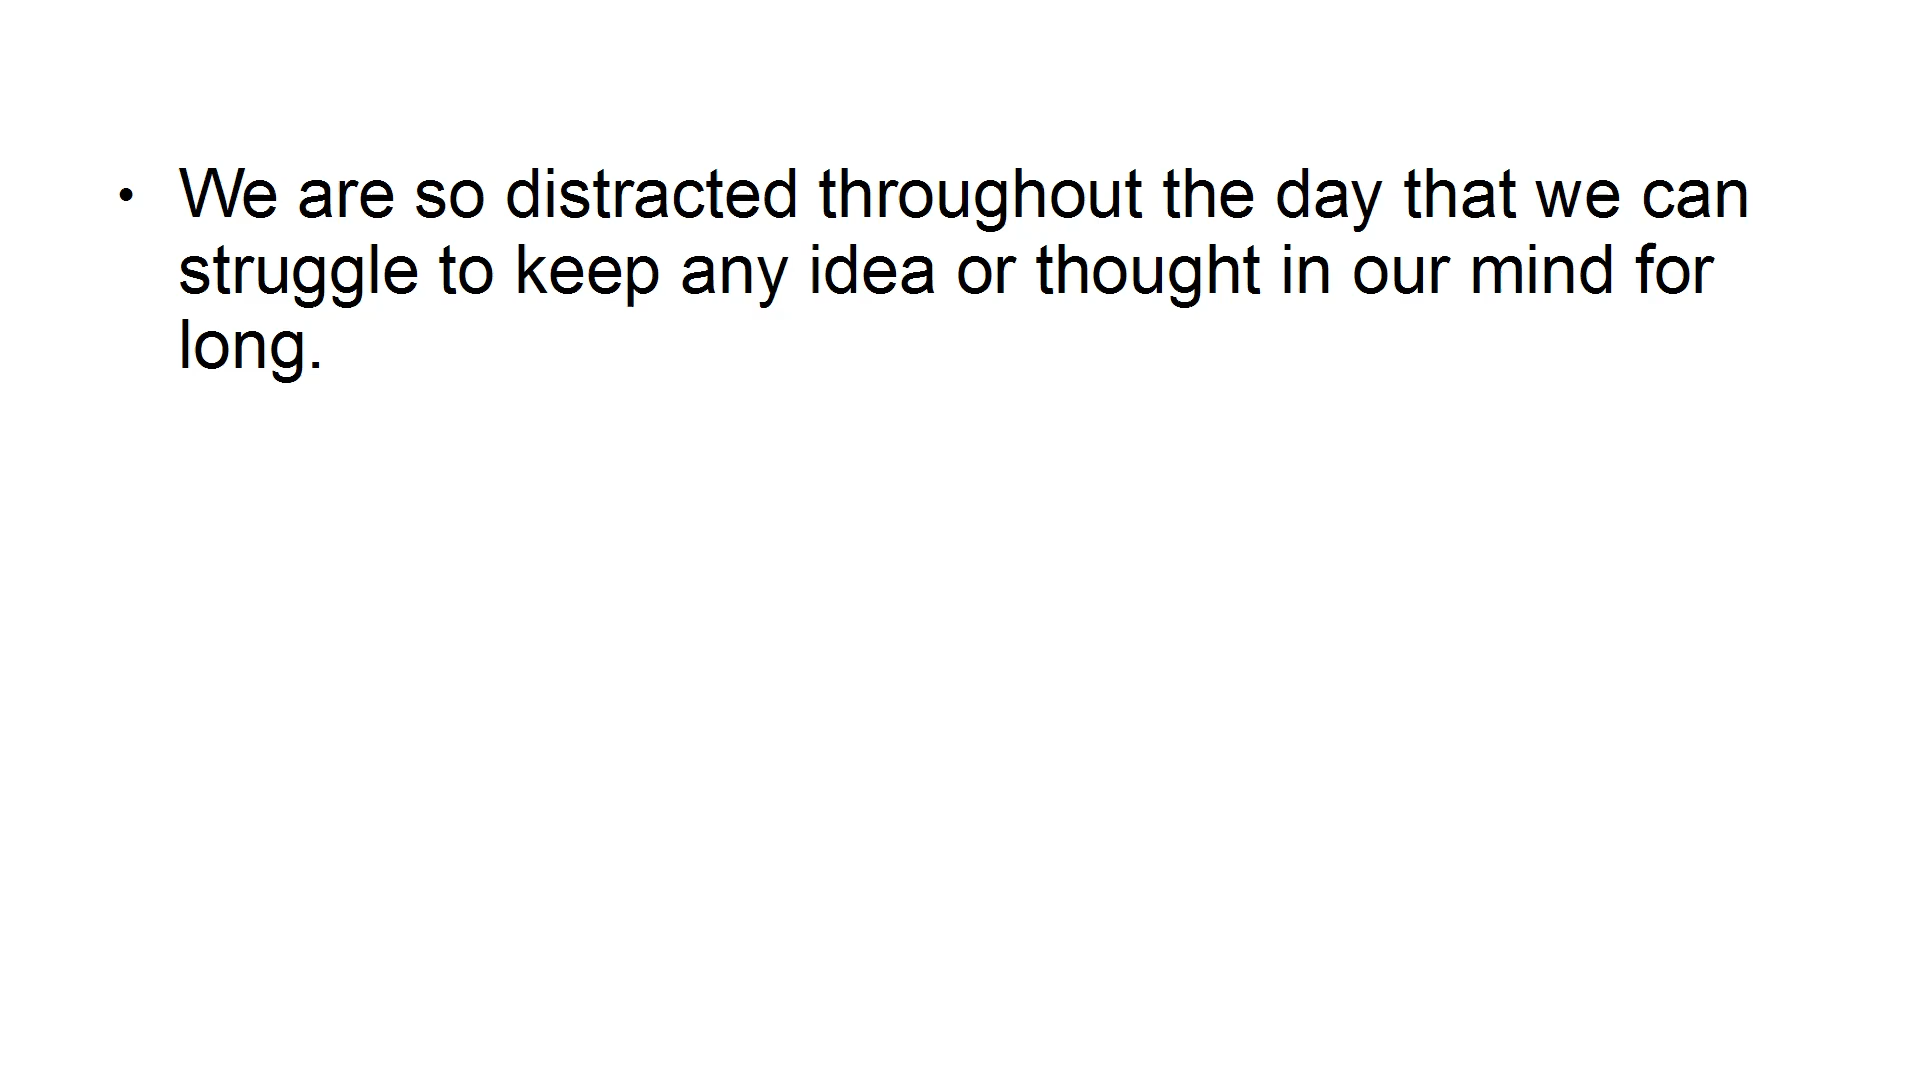 • We are so distracted throughout the day that we can
struggle to keep any idea or thought in our mind for
long.